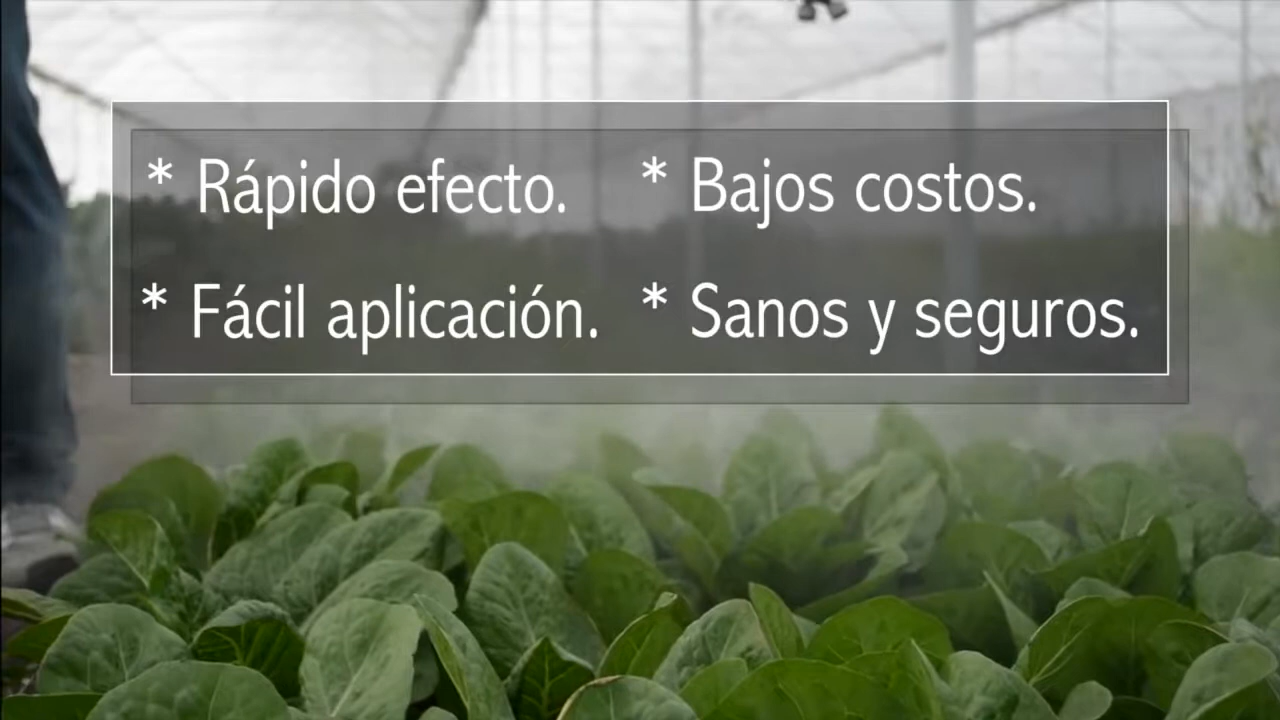 * Rápido efecto. * Bajos costos.
* Fácil aplicación. * Sanos y seguros.